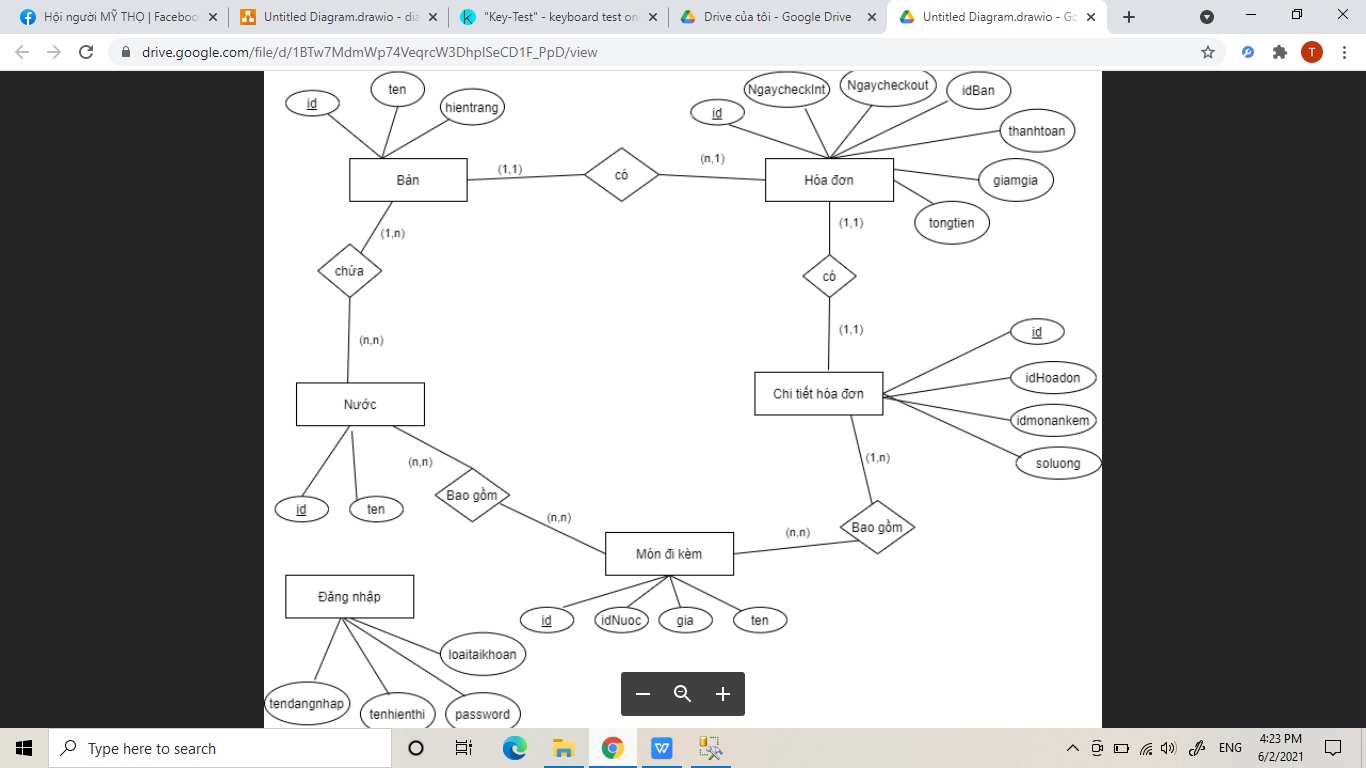 Hội người MỸ THO | Facebook
Untitled Diagram.drawio - dia
"Key-Test" - keyboard test onl
Drive của tôi - Google Drive
Untitled Diagram.drawio - Go
drive.google.com/file/d/1BTw7MdmWp74VeqrcW3DhpISeCD1F_PpD/view
T
id
ten
hientrang
id
NgaycheckInt
Ngaycheckout
idBan
thanhtoan
giamgia
tongtien
Bàn
(1,1)
có
(n,1)
Hóa đơn
(1,n)
chứa
(n,n)
(1,1)
có
(1,1)
Nước
Chi tiết hóa đơn
id
idHoadon
idmonankem
soluong
(n,n)
Bao gồm
(n,n)
(1,n)
Bao gồm
(n,n)
id
ten
Món đi kèm
id
idNuoc
gia
ten
Đăng nhập
loaitaikhoan
tendangnhap
tenhienthi
password
Type here to search
ENG
4:23 PM
6/2/2021